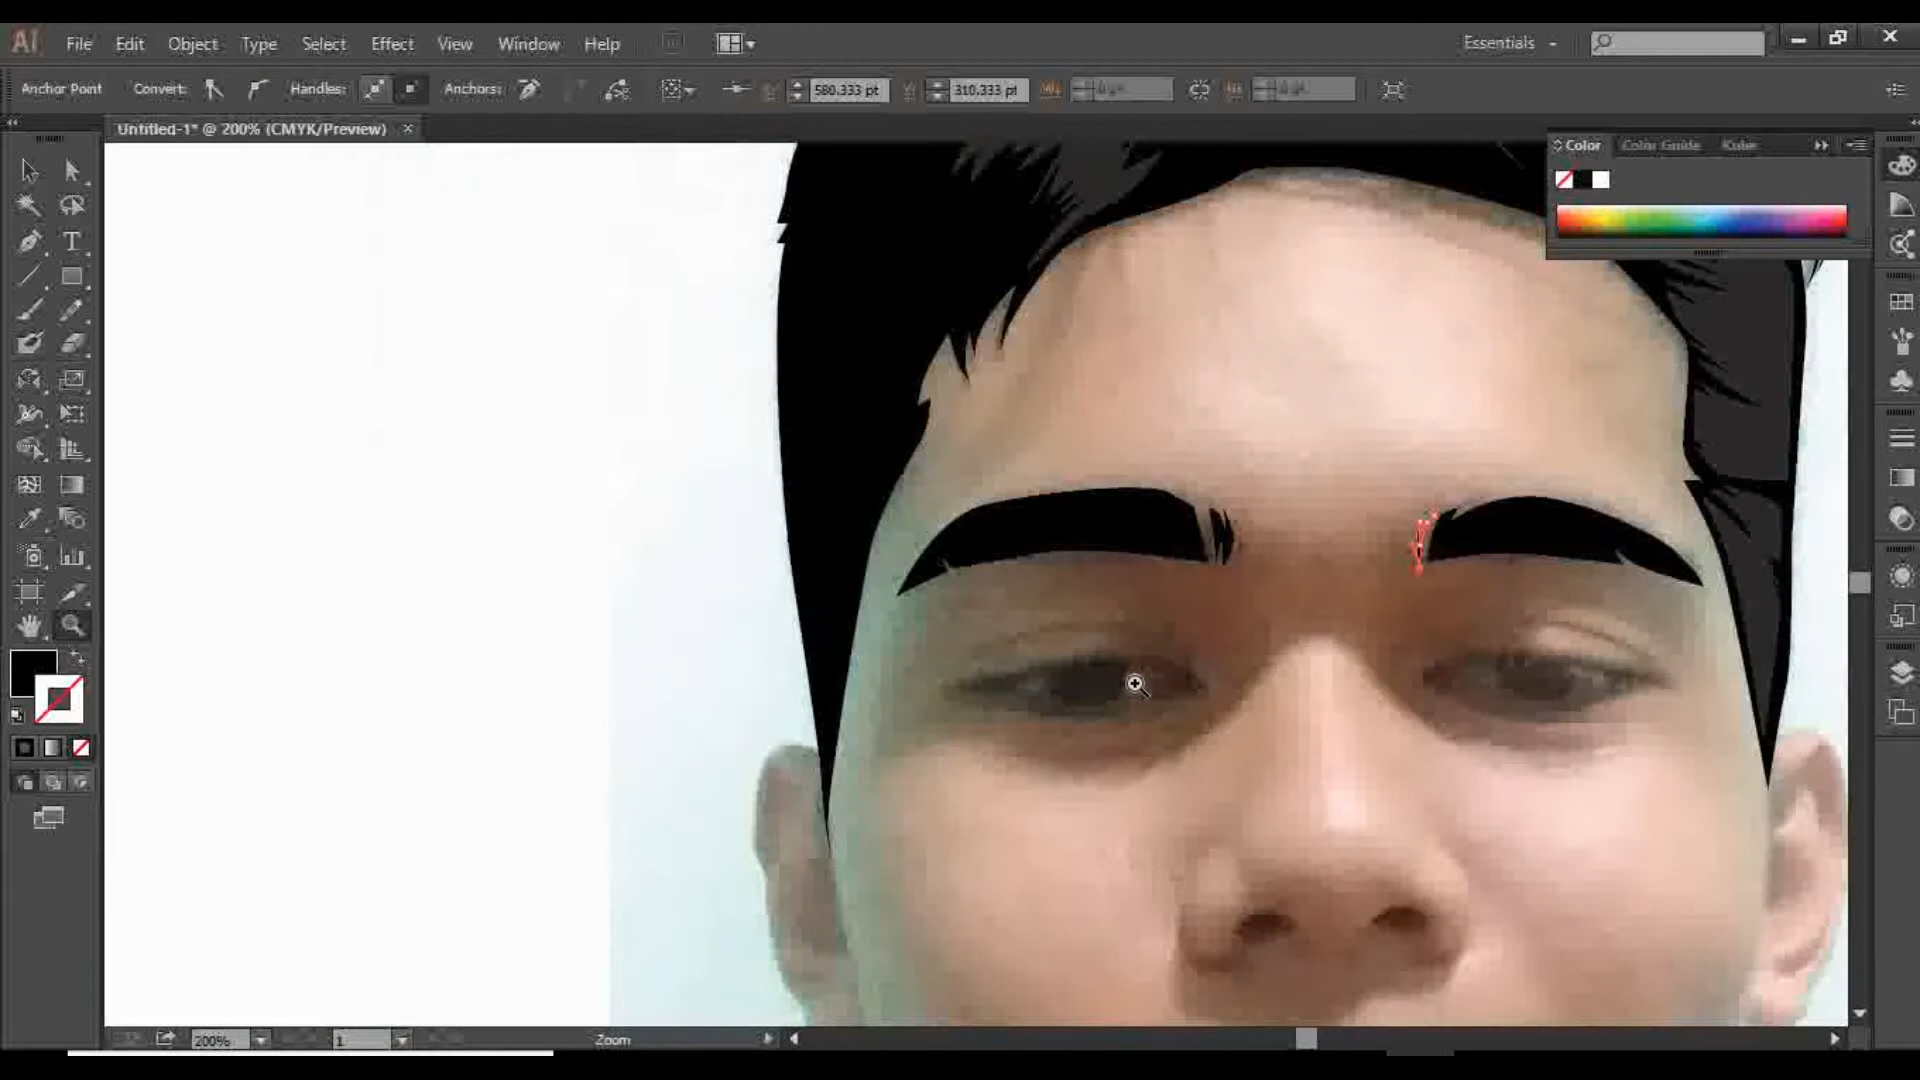 Ai File Edit Object Type Select Effect View Window Help Essentials
Anchor Point Convert: Handles: Anchors: 580.333 pt 310.333 pt
Untitled-1* @ 200% (CMYK/Preview) ×
Color Color Guide Kuler
T
200% 1 Zoom